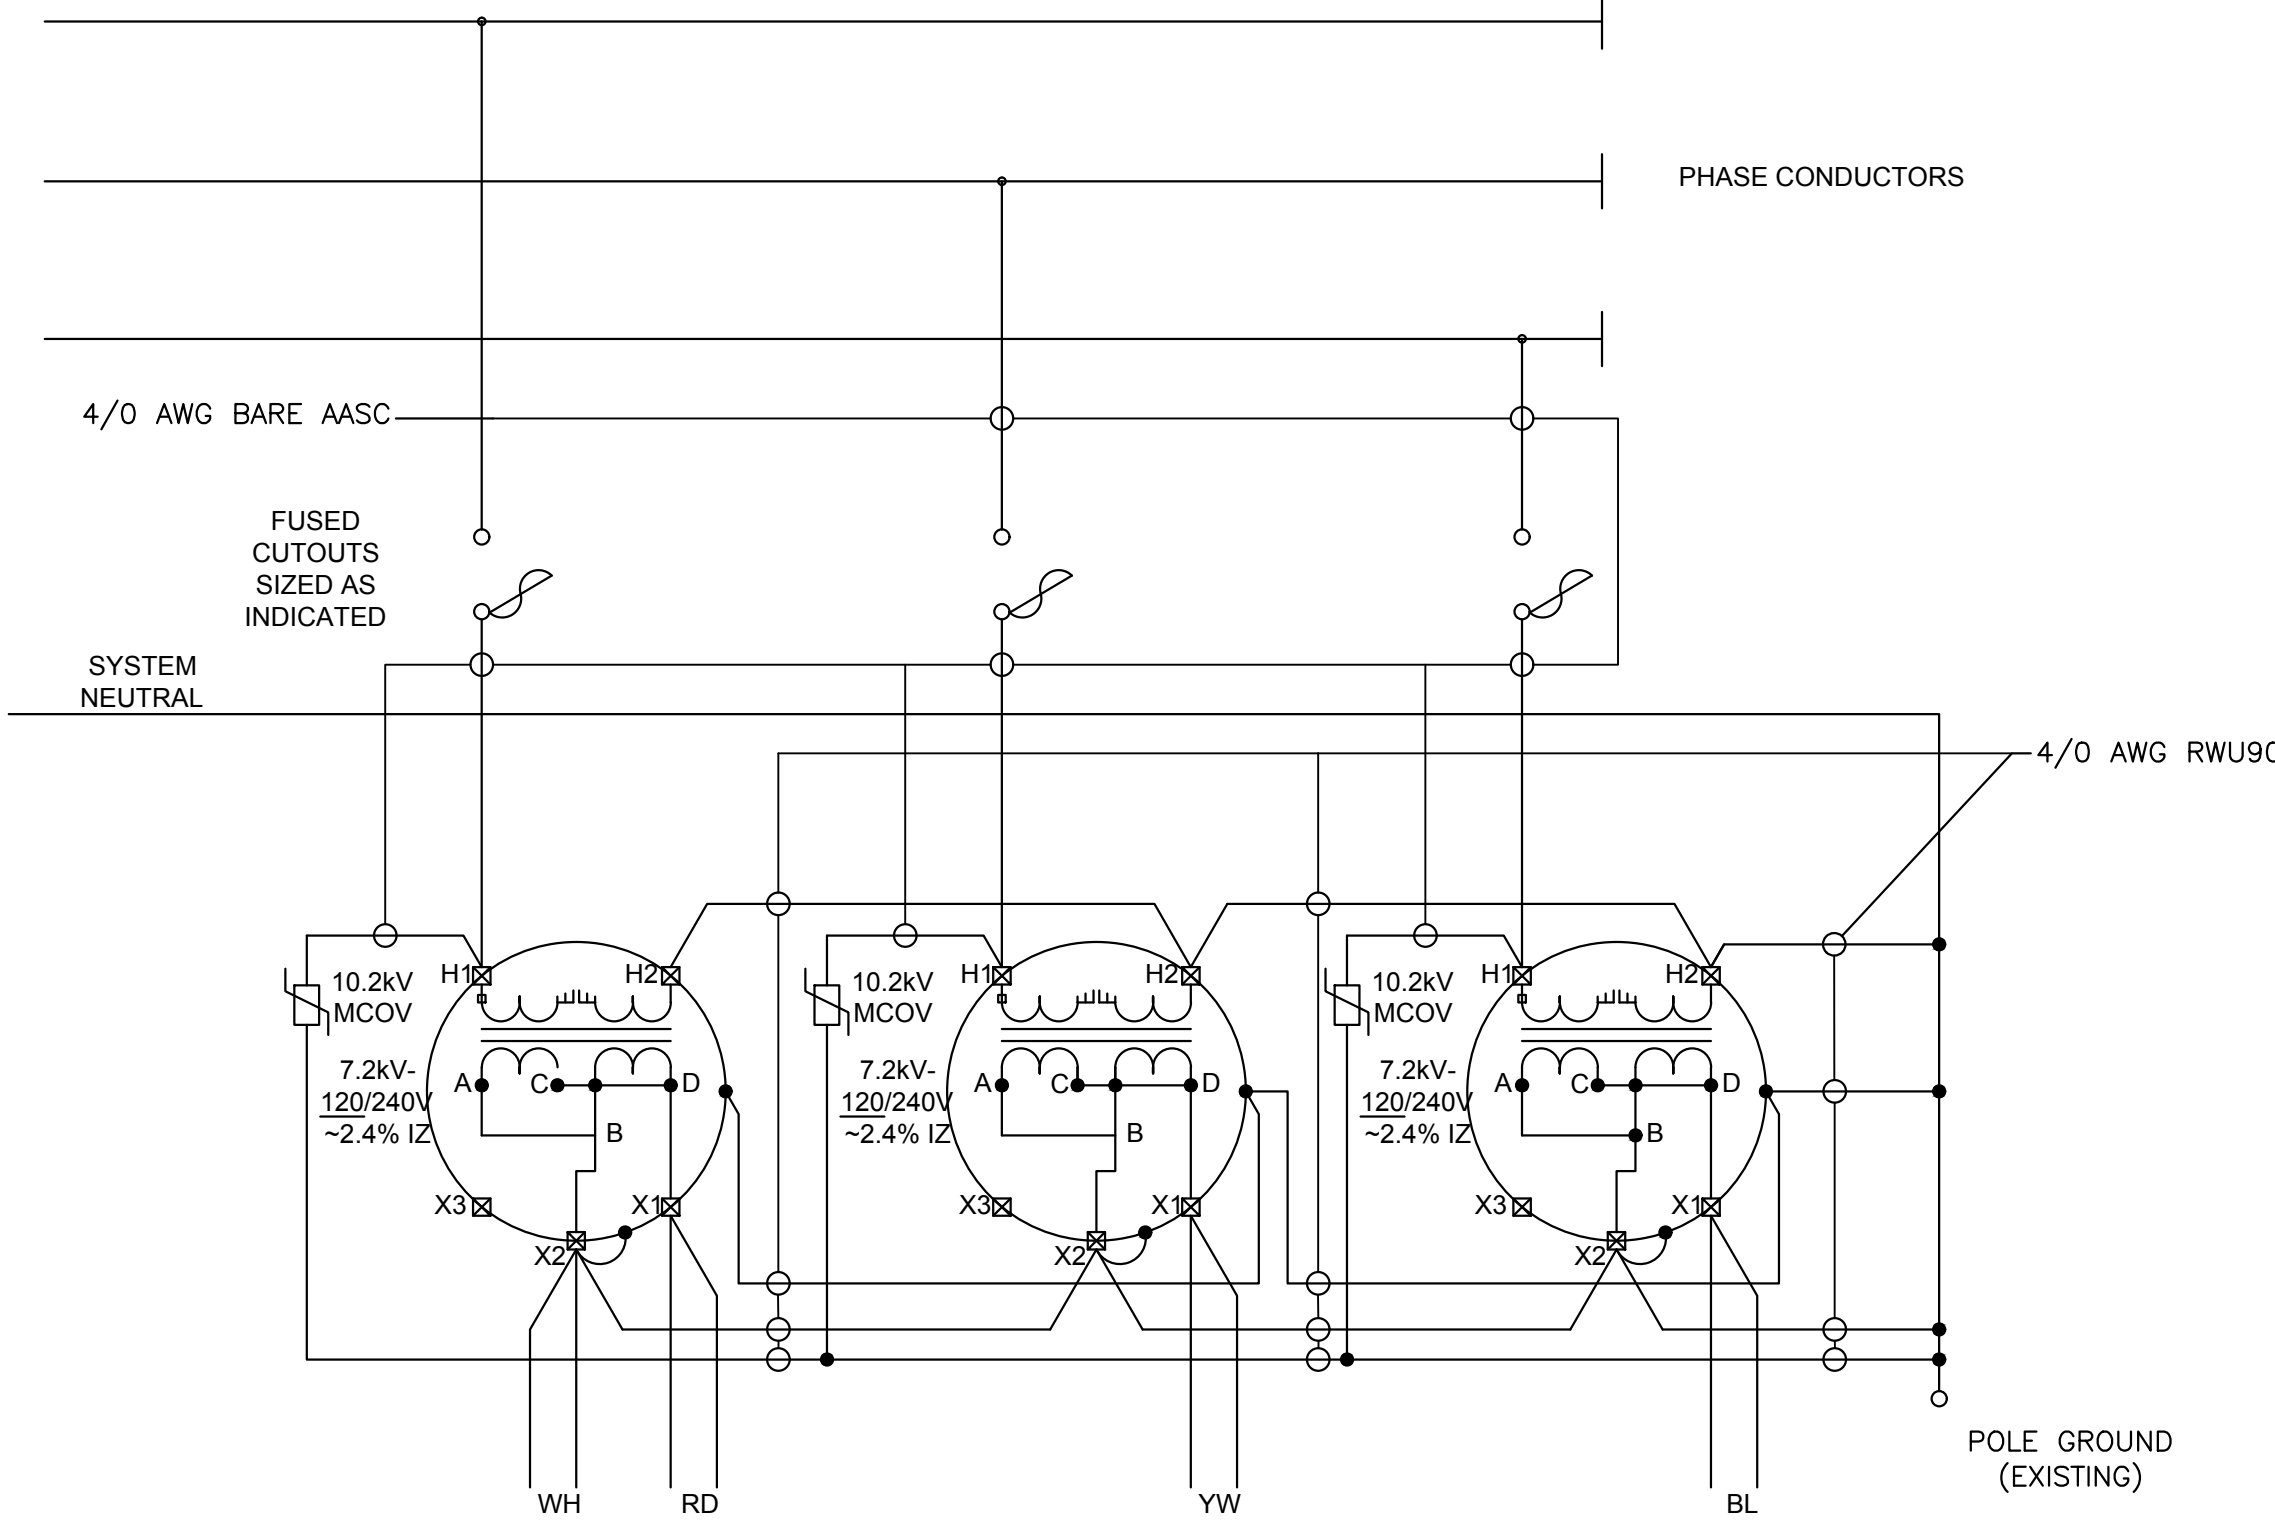 PHASE CONDUCTORS
4/0 AWG BARE AASC
FUSED
CUTOUTS
SIZED AS
INDICATED
SYSTEM
NEUTRAL
4/0 AWG RWU90
H1
10.2kV
MCOV
H2
7.2kV-
120/240V
~2.4% IZ
A
C
D
B
X3
X1
X2
H1
10.2kV
MCOV
H2
7.2kV-
120/240V
~2.4% IZ
A
C
D
B
X3
X1
X2
H1
10.2kV
MCOV
H2
7.2kV-
120/240V
~2.4% IZ
A
C
D
B
X3
X1
X2
POLE GROUND
(EXISTING)
WH
RD
YW
BL